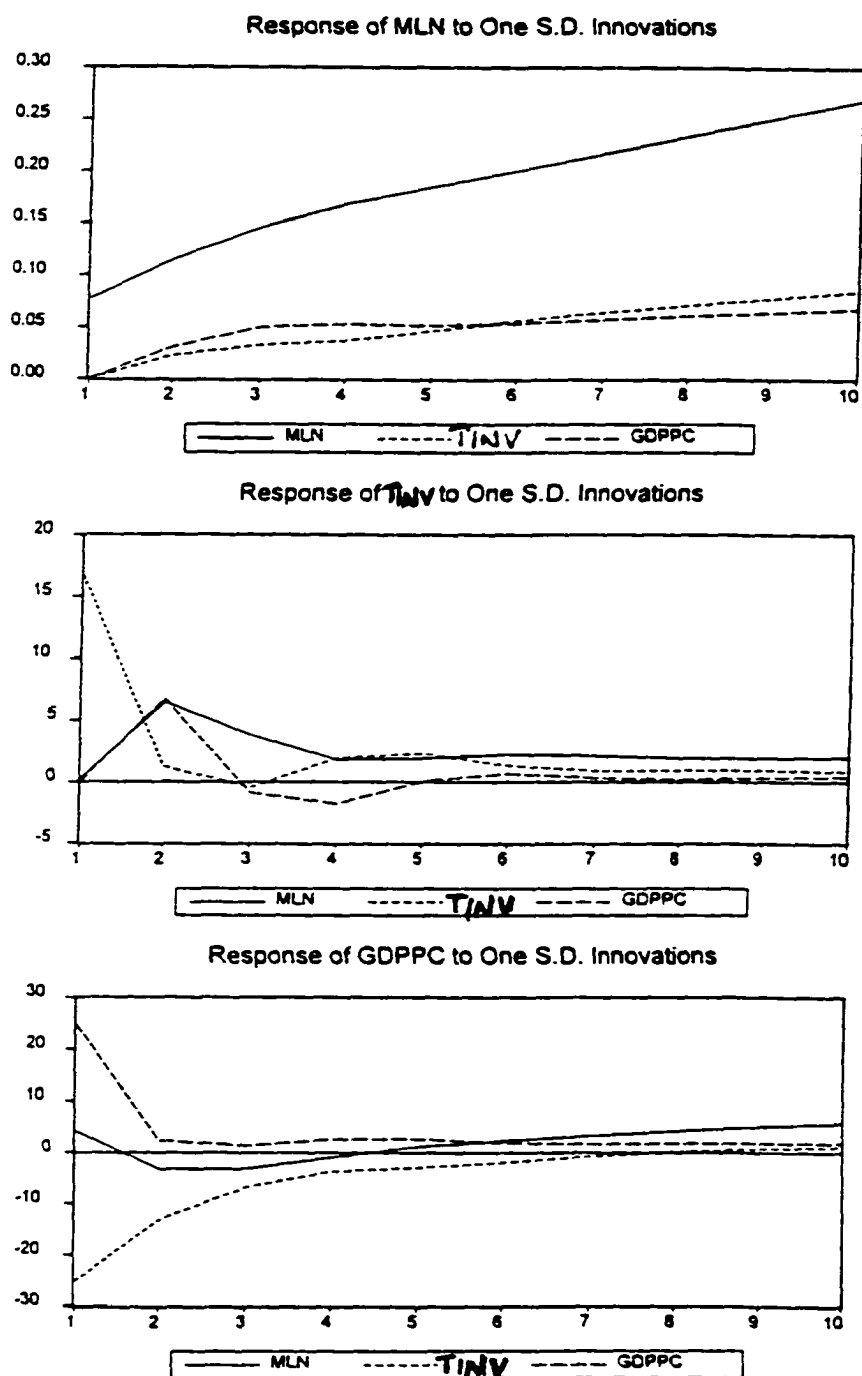 Response of MLN to One S.D. Innovations
0.30
0.25
0.20
0.15
0.10
0.05
0.00
1 2 3 4 5 6 7 8 9 10
MLN TINV GDPPC
Response of TINV to One S.D. Innovations
20
15
10
5
0
-5
1 2 3 4 5 6 7 8 9 10
MLN TINV GDPPC
Response of GDPPC to One S.D. Innovations
30
20
10
0
-10
-20
-30
1 2 3 4 5 6 7 8 9 10
MLN TINV GDPPC